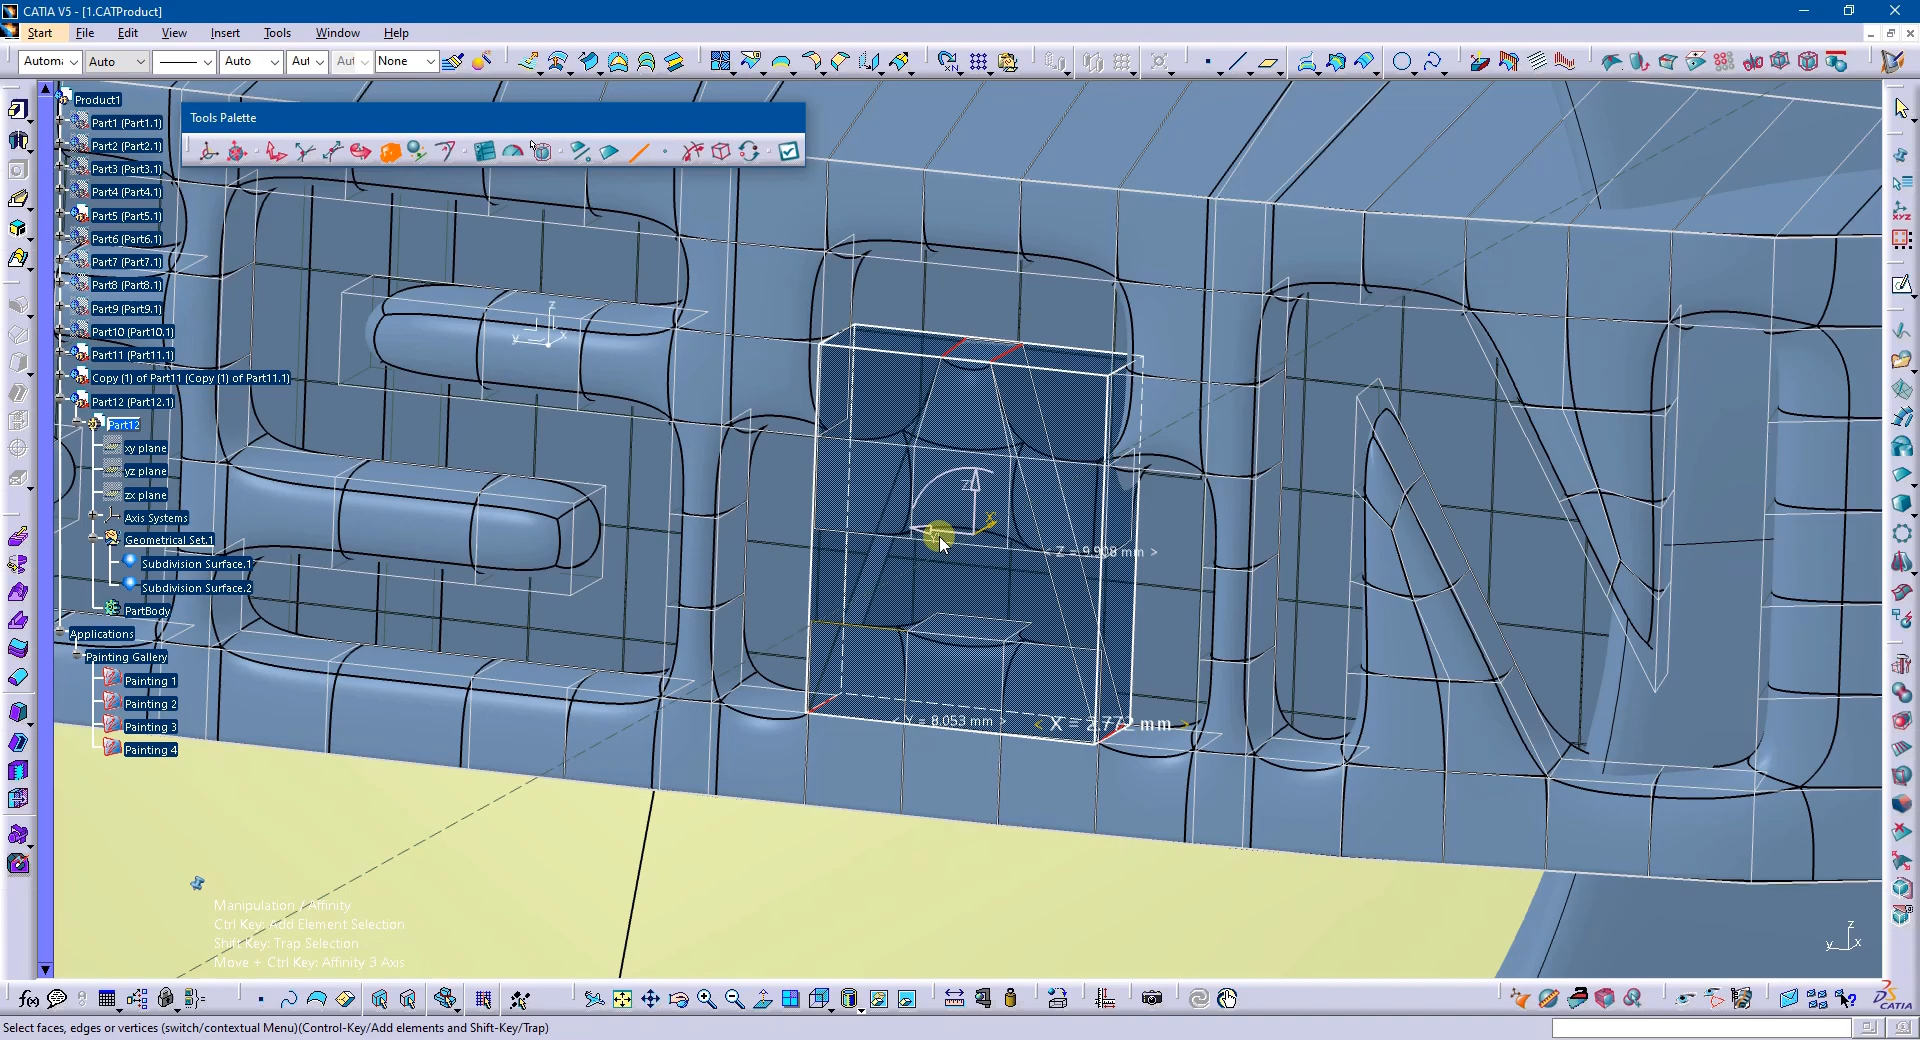 CATIA V5 - [1.CATProduct]
Start File Edit View Insert Tools Window Help
Automa Auto Auto Aut Aut None
Product1
Tools Palette
Part1 (Part1.1)
Part2 (Part2.1)
Part3 (Part3.1)
Part4 (Part4.1)
Part5 (Part5.1)
Part6 (Part6.1)
Part7 (Part7.1)
Part8 (Part8.1)
Part9 (Part9.1)
Part10 (Part10.1)
Part11 (Part11.1)
Copy (1) of Part11 (Copy (1) of Part11.1)
Part12 (Part12.1)
Part12
xy plane
yz plane
zx plane
Axis Systems
Geometrical Set.1
Subdivision Surface.1
Subdivision Surface.2
PartBody
Applications
Painting Gallery
Painting 1
Painting 2
Painting 3
Painting 4
z
y
x
Z
X
< Z = 9.908 mm >
< Y = 8.053 mm >
< X = 2.772 mm >
Manipulation / Affinity
Ctrl Key: Add Element Selection
Shift Key: Trap Selection
Move + Ctrl Key: Affinity 3 Axis
z
y x
f(x)
CATIA
Select faces, edges or vertices (switch/contextual Menu)(Control-Key/Add elements and Shift-Key/Trap)